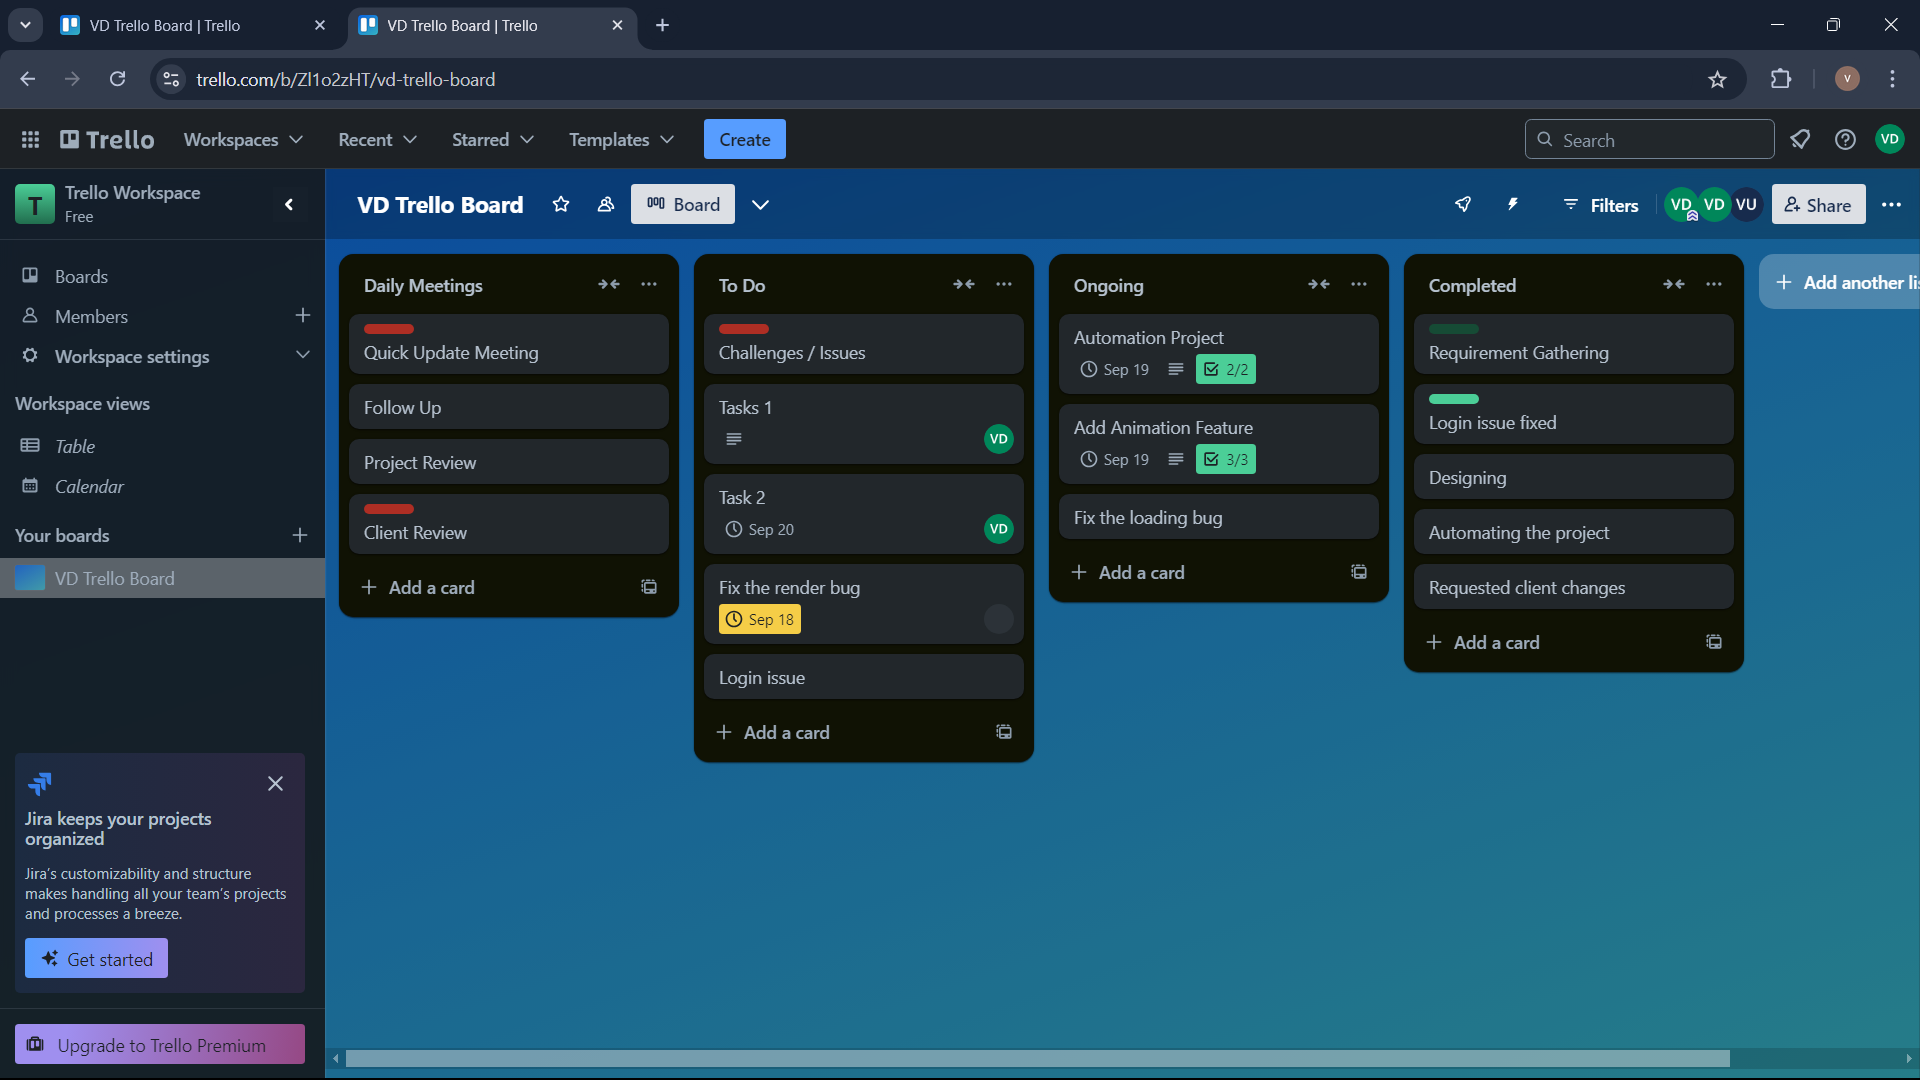 VD Trello Board | Trello
VD Trello Board | Trello
trello.com/b/Zl1o2zHT/vd-trello-board
V
Trello
Workspaces
Recent
Starred
Templates
Create
Search
VD
T
Trello Workspace
Free
VD Trello Board
Board
Filters
VD
VD
VU
Share
Boards
Members
Workspace settings
Workspace views
Table
Calendar
Your boards
VD Trello Board
Jira keeps your projects
organized
Jira's customizability and structure
makes handling all your team's projects
and processes a breeze.
Get started
Upgrade to Trello Premium
Daily Meetings
Quick Update Meeting
Follow Up
Project Review
Client Review
Add a card
To Do
Challenges / Issues
Tasks 1
VD
Task 2
Sep 20
VD
Fix the render bug
Sep 18
Login issue
Add a card
Ongoing
Automation Project
Sep 19
2/2
Add Animation Feature
Sep 19
3/3
Fix the loading bug
Add a card
Completed
Requirement Gathering
Login issue fixed
Designing
Automating the project
Requested client changes
Add a card
Add another li